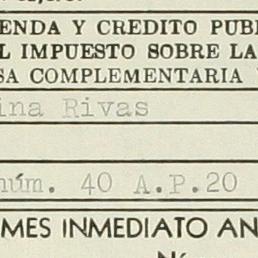 ENDA Y CREDITO PUB
L IMPUESTO SOBRE LA
SA COMPLEMENTARIA
ina Rivas
núm. 40 A.P.20
MES INMEDIATO AN